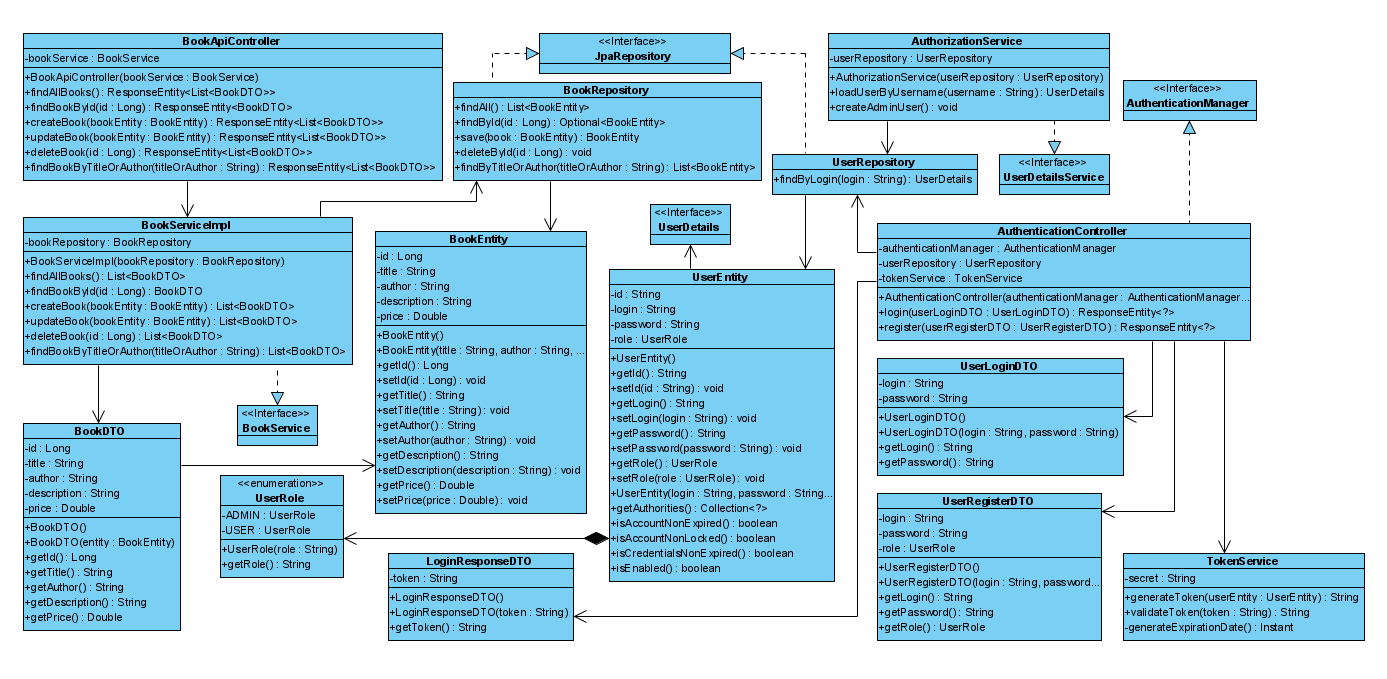 BookApiController
-bookService : BookService
+BookApiController(bookService : BookService)
+findAllBooks() : ResponseEntity<List<BookDTO>>
+findBookById(id : Long) : ResponseEntity<BookDTO>
+createBook(bookEntity : BookEntity) : ResponseEntity<List<BookDTO>>
+updateBook(bookEntity : BookEntity) : ResponseEntity<List<BookDTO>>
+deleteBook(id : Long) : ResponseEntity<List<BookDTO>>
+findBookByTitleOrAuthor(titleOrAuthor : String) : ResponseEntity<List<BookDTO>>
<<Interface>>
JpaRepository
BookRepository
+findAll() : List<BookEntity>
+findById(id : Long) : Optional<BookEntity>
+save(book : BookEntity) : BookEntity
+deleteById(id : Long) : void
+findByTitleOrAuthor(titleOrAuthor : String) : List<BookEntity>
AuthorizationService
-userRepository : UserRepository
+AuthorizationService(userRepository : UserRepository)
+loadUserByUsername(username : String) : UserDetails
+createAdminUser() : void
<<Interface>>
AuthenticationManager
UserRepository
+findByLogin(login : String) : UserDetails
<<Interface>>
UserDetailsService
BookServiceImpl
-bookRepository : BookRepository
+BookServiceImpl(bookRepository : BookRepository)
+findAllBooks() : List<BookDTO>
+findBookById(id : Long) : BookDTO
+createBook(bookEntity : BookEntity) : List<BookDTO>
+updateBook(bookEntity : BookEntity) : List<BookDTO>
+deleteBook(id : Long) : List<BookDTO>
+findBookByTitleOrAuthor(titleOrAuthor : String) : List<BookDTO>
BookEntity
-id : Long
-title : String
-author : String
-description : String
-price : Double
+BookEntity()
+BookEntity(title : String, author : String, ...
+getId() : Long
+setId(id : Long) : void
+getTitle() : String
+setTitle(title : String) : void
+getAuthor() : String
+setAuthor(author : String) : void
+getDescription() : String
+setDescription(description : String) : void
+getPrice() : Double
+setPrice(price : Double) : void
<<Interface>>
UserDetails
UserEntity
-id : String
-login : String
-password : String
-role : UserRole
+UserEntity()
+getId() : String
+setId(id : String) : void
+getLogin() : String
+setLogin(login : String) : void
+getPassword() : String
+setPassword(password : String) : void
+getRole() : UserRole
+setRole(role : UserRole) : void
+UserEntity(login : String, password : String...
+getAuthorities() : Collection<?>
+isAccountNonExpired() : boolean
+isAccountNonLocked() : boolean
+isCredentialsNonExpired() : boolean
+isEnabled() : boolean
AuthenticationController
-authenticationManager : AuthenticationManager
-userRepository : UserRepository
-tokenService : TokenService
+AuthenticationController(authenticationManager : AuthenticationManager...
+login(userLoginDTO : UserLoginDTO) : ResponseEntity<?>
+register(userRegisterDTO : UserRegisterDTO) : ResponseEntity<?>
UserLoginDTO
-login : String
-password : String
+UserLoginDTO()
+UserLoginDTO(login : String, password : String)
+getLogin() : String
+getPassword() : String
<<Interface>>
BookService
BookDTO
-id : Long
-title : String
-author : String
-description : String
-price : Double
+BookDTO()
+BookDTO(entity : BookEntity)
+getId() : Long
+getTitle() : String
+getAuthor() : String
+getDescription() : String
+getPrice() : Double
<<enumeration>>
UserRole
-ADMIN : UserRole
-USER : UserRole
+UserRole(role : String)
+getRole() : String
LoginResponseDTO
-token : String
+LoginResponseDTO()
+LoginResponseDTO(token : String)
+getToken() : String
UserRegisterDTO
-login : String
-password : String
-role : UserRole
+UserRegisterDTO()
+UserRegisterDTO(login : String, password...
+getLogin() : String
+getPassword() : String
+getRole() : UserRole
TokenService
-secret : String
+generateToken(userEntity : UserEntity) : String
+validateToken(token : String) : String
-generateExpirationDate() : Instant